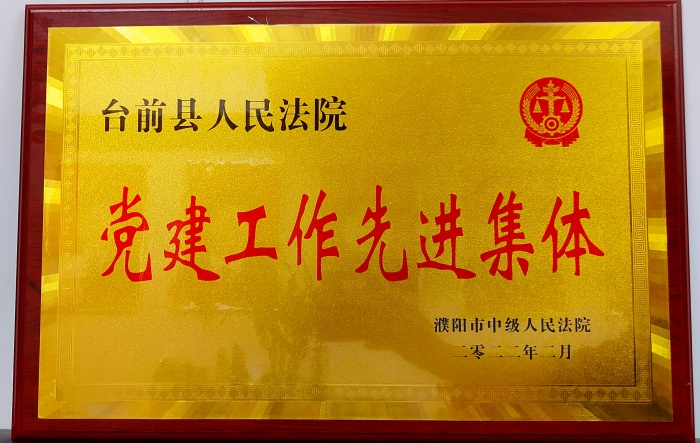 台前县人民法院
党建工作先进集体
濮阳市中级人民法院
二零二二年二月